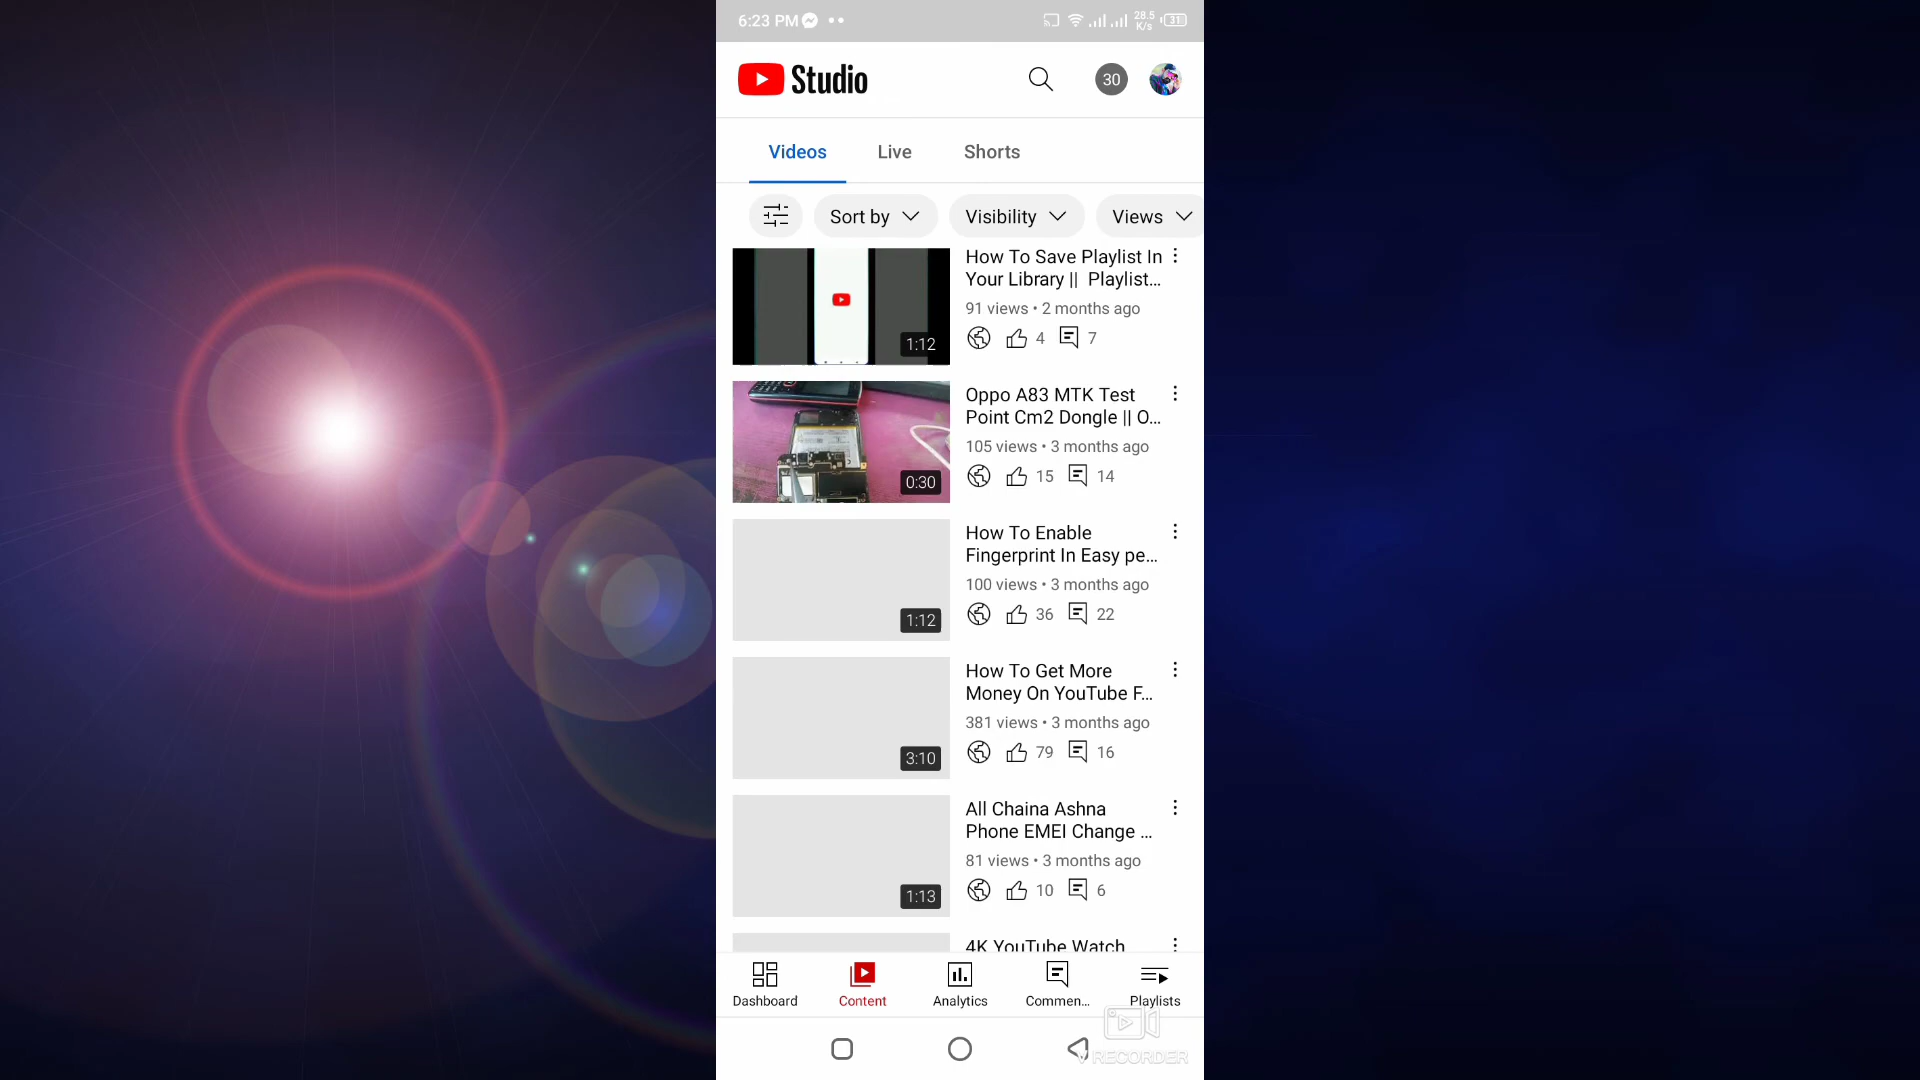 6:23 PM
28.5
K/s
31
Studio
30
Videos
Live
Shorts
Sort by
Visibility
Views
How To Save Playlist In
Your Library || Playlist...
91 views • 2 months ago
4
7
1:12
Oppo A83 MTK Test
Point Cm2 Dongle || O...
105 views • 3 months ago
15
14
0:30
How To Enable
Fingerprint In Easy pe...
100 views • 3 months ago
36
22
1:12
How To Get More
Money On YouTube F...
381 views • 3 months ago
79
16
3:10
All Chaina Ashna
Phone EMEI Change ...
81 views • 3 months ago
10
6
1:13
4K YouTube Watch
Dashboard
Content
Analytics
Commen...
Playlists
V RECORDER